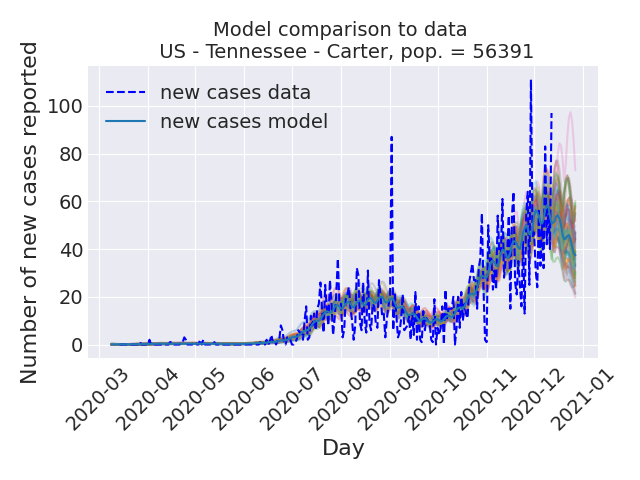 Model comparison to data
US - Tennessee - Carter, pop. = 56391
Number of new cases reported
new cases data
new cases model
100
80
60
40
20
0
2020-03
2020-04
2020-05
2020-06
2020-07
2020-08
2020-09
2020-10
2020-11
2020-12
2021-01
Day